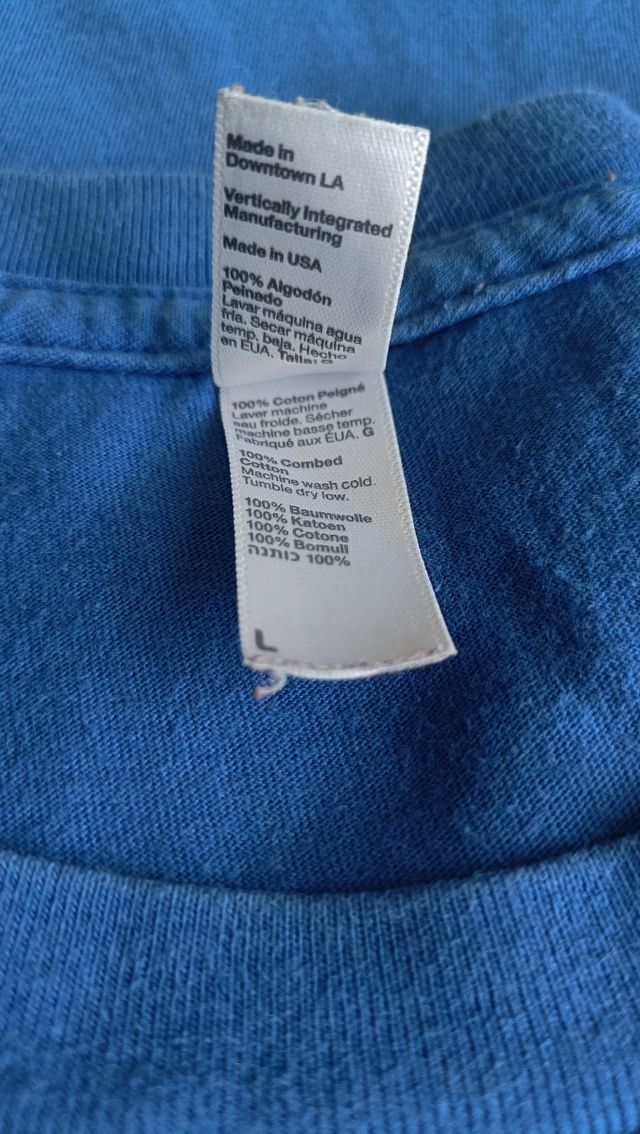 Made in
Downtown LA
Vertically Integrated
Manufacturing
Made in USA
100% Algodón
Peinado
Lavar máquina agua
fría. Secar máquina
temp. baja. Hecho
en EUA. Talla: G
100% Coton Peigné
Laver machine
eau froide. Sécher
machine basse temp.
Fabriqué aux ÉUA. G
100% Combed
Cotton
Machine wash cold.
Tumble dry low.
100% Baumwolle
100% Katoen
100% Cotone
100% Bomull
100% כותנה
L